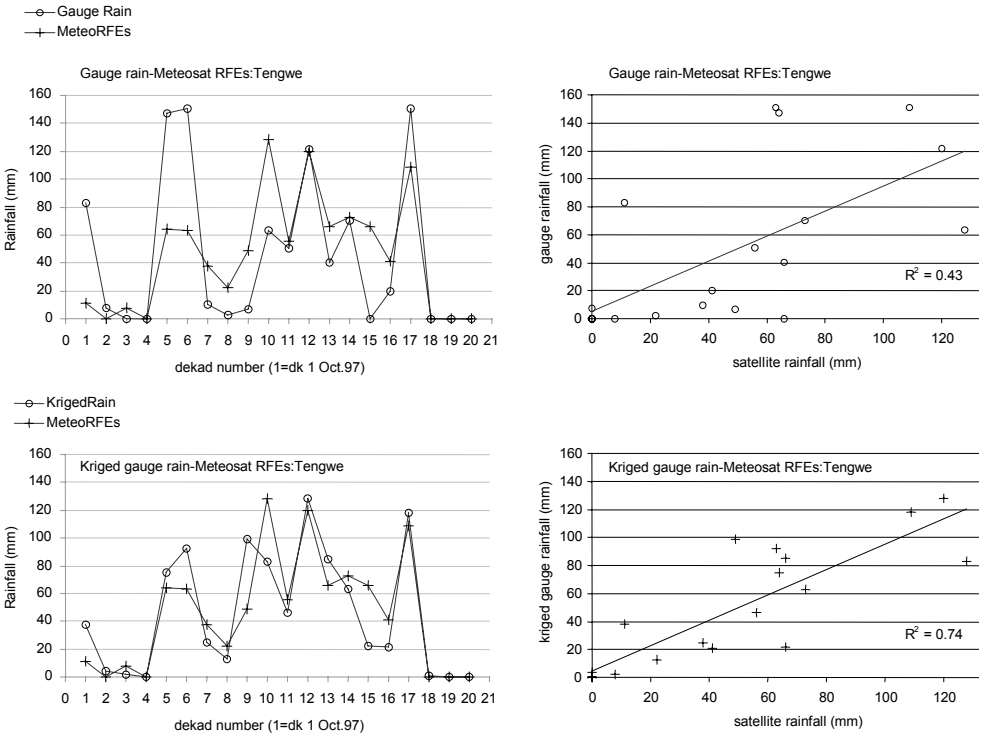 Gauge Rain
MeteoRFEs
Gauge rain-Meteosat RFEs:Tengwe
Rainfall (mm)
160
140
120
100
80
60
40
20
0
0 1 2 3 4 5 6 7 8 9 10 11 12 13 14 15 16 17 18 19 20 21
dekad number (1=dk 1 Oct.97)
Gauge rain-Meteosat RFEs:Tengwe
gauge rainfall (mm)
160
140
120
100
80
60
40
20
0
R² = 0.43
0 20 40 60 80 100 120
satellite rainfall (mm)
KrigedRain
MeteoRFEs
Kriged gauge rain-Meteosat RFEs:Tengwe
Rainfall (mm)
160
140
120
100
80
60
40
20
0
0 1 2 3 4 5 6 7 8 9 10 11 12 13 14 15 16 17 18 19 20 21
dekad number (1=dk 1 Oct.97)
Kriged gauge rain-Meteosat RFEs:Tengwe
kriged gauge rainfall (mm)
160
140
120
100
80
60
40
20
0
R² = 0.74
0 20 40 60 80 100 120
satellite rainfall (mm)